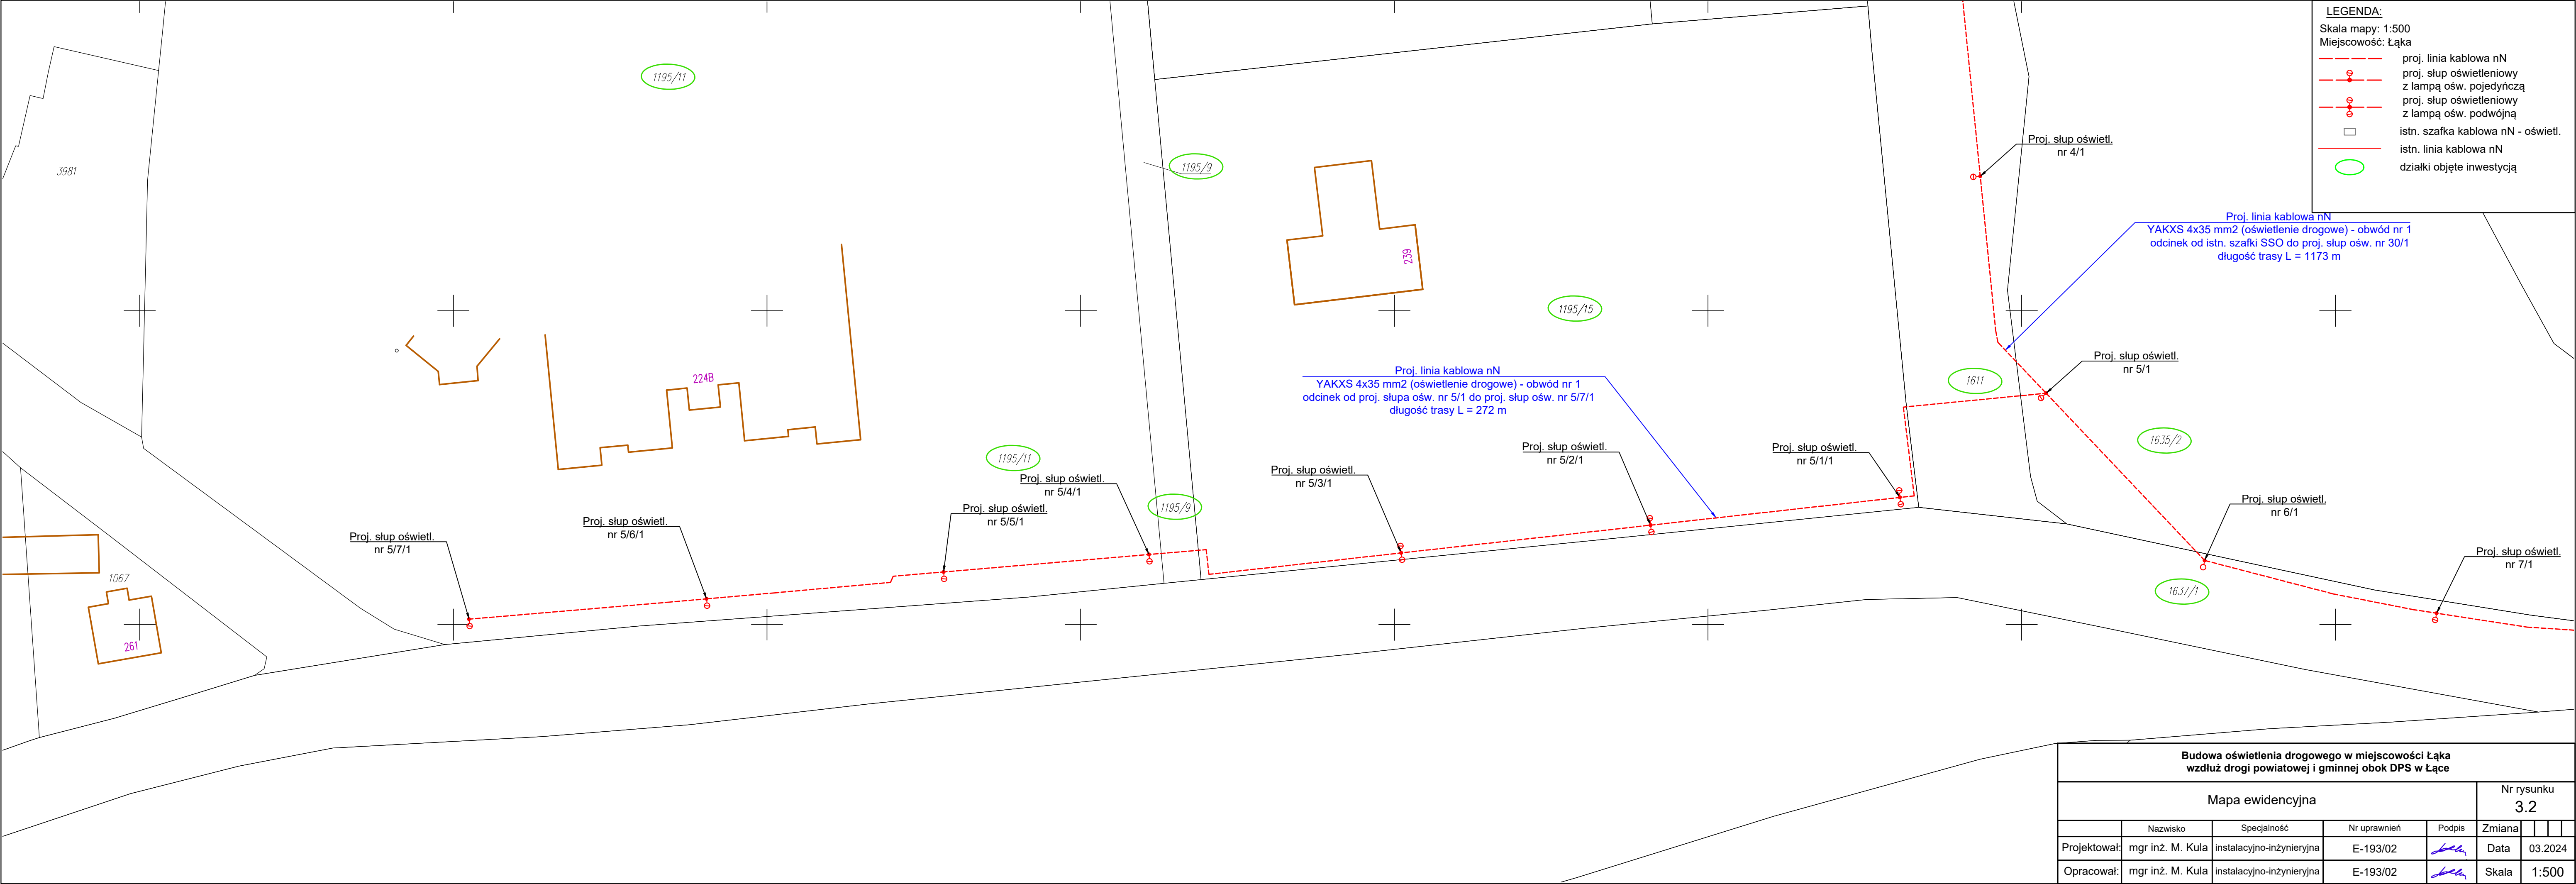 LEGENDA:
Skala mapy: 1:500
Miejscowość: Łąka
proj. linia kablowa nN
proj. słup oświetleniowy
z lampą ośw. pojedyńczą
proj. słup oświetleniowy
z lampą ośw. podwójną
istn. szafka kablowa nN - oświetl.
istn. linia kablowa nN
działki objęte inwestycją
1195/11
3981
1195/9
Proj. słup oświetl.
nr 4/1
Proj. linia kablowa nN
YAKXS 4x35 mm2 (oświetlenie drogowe) - obwód nr 1
odcinek od istn. szafki SSO do proj. słup ośw. nr 30/1
długość trasy L = 1173 m
239
1195/15
Proj. słup oświetl.
nr 5/1
224B
Proj. linia kablowa nN
YAKXS 4x35 mm2 (oświetlenie drogowe) - obwód nr 1
odcinek od proj. słupa ośw. nr 5/1 do proj. słup ośw. nr 5/7/1
długość trasy L = 272 m
1611
1635/2
1195/11
Proj. słup oświetl.
nr 5/4/1
Proj. słup oświetl.
nr 5/3/1
Proj. słup oświetl.
nr 5/2/1
Proj. słup oświetl.
nr 5/1/1
Proj. słup oświetl.
nr 5/7/1
Proj. słup oświetl.
nr 5/6/1
Proj. słup oświetl.
nr 5/5/1
1195/9
Proj. słup oświetl.
nr 6/1
Proj. słup oświetl.
nr 7/1
1067
261
1637/1
Budowa oświetlenia drogowego w miejscowości Łąka
wzdłuż drogi powiatowej i gminnej obok DPS w Łące
Mapa ewidencyjna
Nr rysunku
3.2
Nazwisko Specjalność Nr uprawnień Podpis Zmiana
Projektował: mgr inż. M. Kula instalacyjno-inżynieryjna E-193/02 Data 03.2024
Opracował: mgr inż. M. Kula instalacyjno-inżynieryjna E-193/02 Skala 1:500